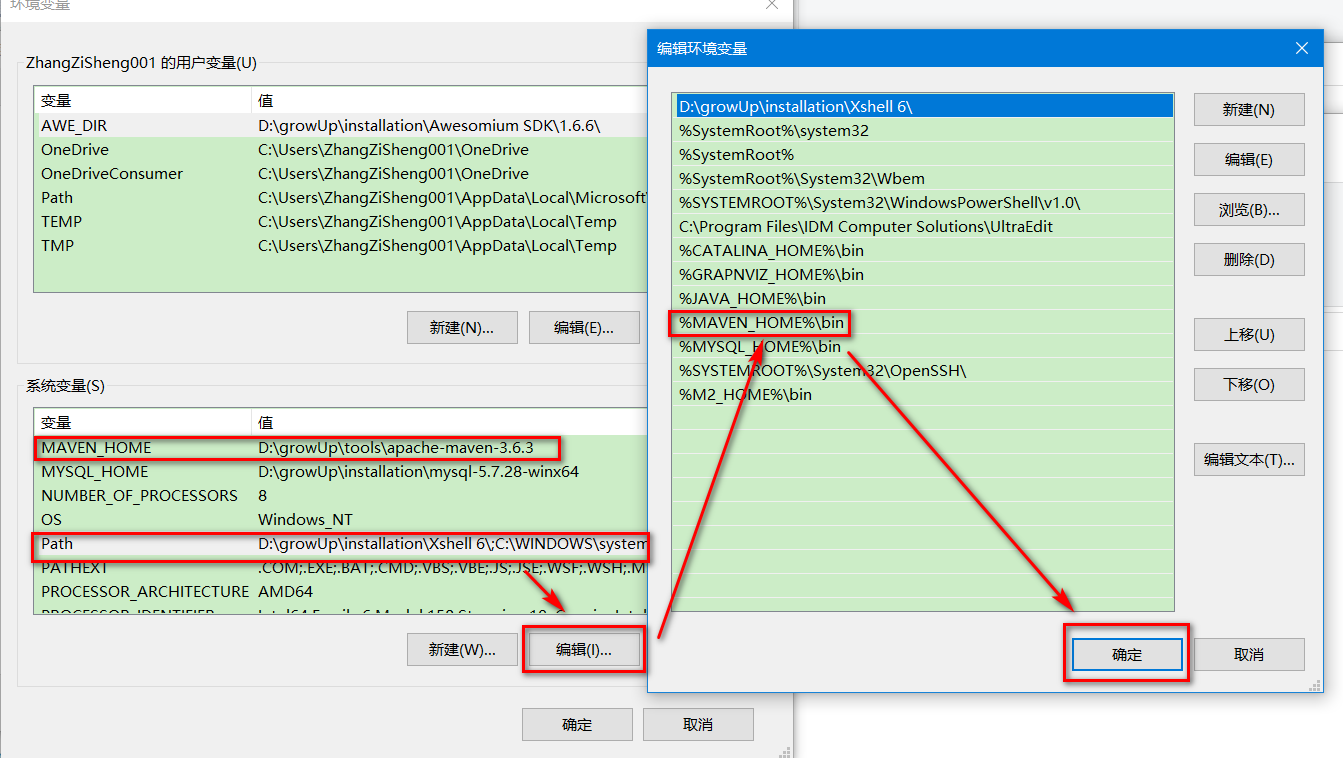 环境变量
ZhangZiSheng001 的用户变量(U)
变量 值
AWE_DIR D:\growUp\installation\Awesomium SDK\1.6.6\
OneDrive C:\Users\ZhangZiSheng001\OneDrive
OneDriveConsumer C:\Users\ZhangZiSheng001\OneDrive
Path C:\Users\ZhangZiSheng001\AppData\Local\Microsoft\
TEMP C:\Users\ZhangZiSheng001\AppData\Local\Temp
TMP C:\Users\ZhangZiSheng001\AppData\Local\Temp
新建(N)... 编辑(E)...
系统变量(S)
变量 值
MAVEN_HOME D:\growUp\tools\apache-maven-3.6.3
MYSQL_HOME D:\growUp\installation\mysql-5.7.28-winx64
NUMBER_OF_PROCESSORS 8
OS Windows_NT
Path D:\growUp\installation\Xshell 6\;C:\WINDOWS\system
PATHEXT .COM;.EXE;.BAT;.CMD;.VBS;.VBE;.JS;.JSE;.WSF;.WSH;.M
PROCESSOR_ARCHITECTURE AMD64
PROCESSOR_IDENTIFIER
新建(W)... 编辑(I)...
确定 取消
编辑环境变量
D:\growUp\installation\Xshell 6\
%SystemRoot%\system32
%SystemRoot%
%SystemRoot%\System32\Wbem
%SYSTEMROOT%\System32\WindowsPowerShell\v1.0\
C:\Program Files\IDM Computer Solutions\UltraEdit
%CATALINA_HOME%\bin
%GRAPNVIZ_HOME%\bin
%JAVA_HOME%\bin
%MAVEN_HOME%\bin
%MYSQL_HOME%\bin
%SYSTEMROOT%\System32\OpenSSH\
%M2_HOME%\bin
新建(N)
编辑(E)
浏览(B)...
删除(D)
上移(U)
下移(O)
编辑文本(T)...
确定 取消